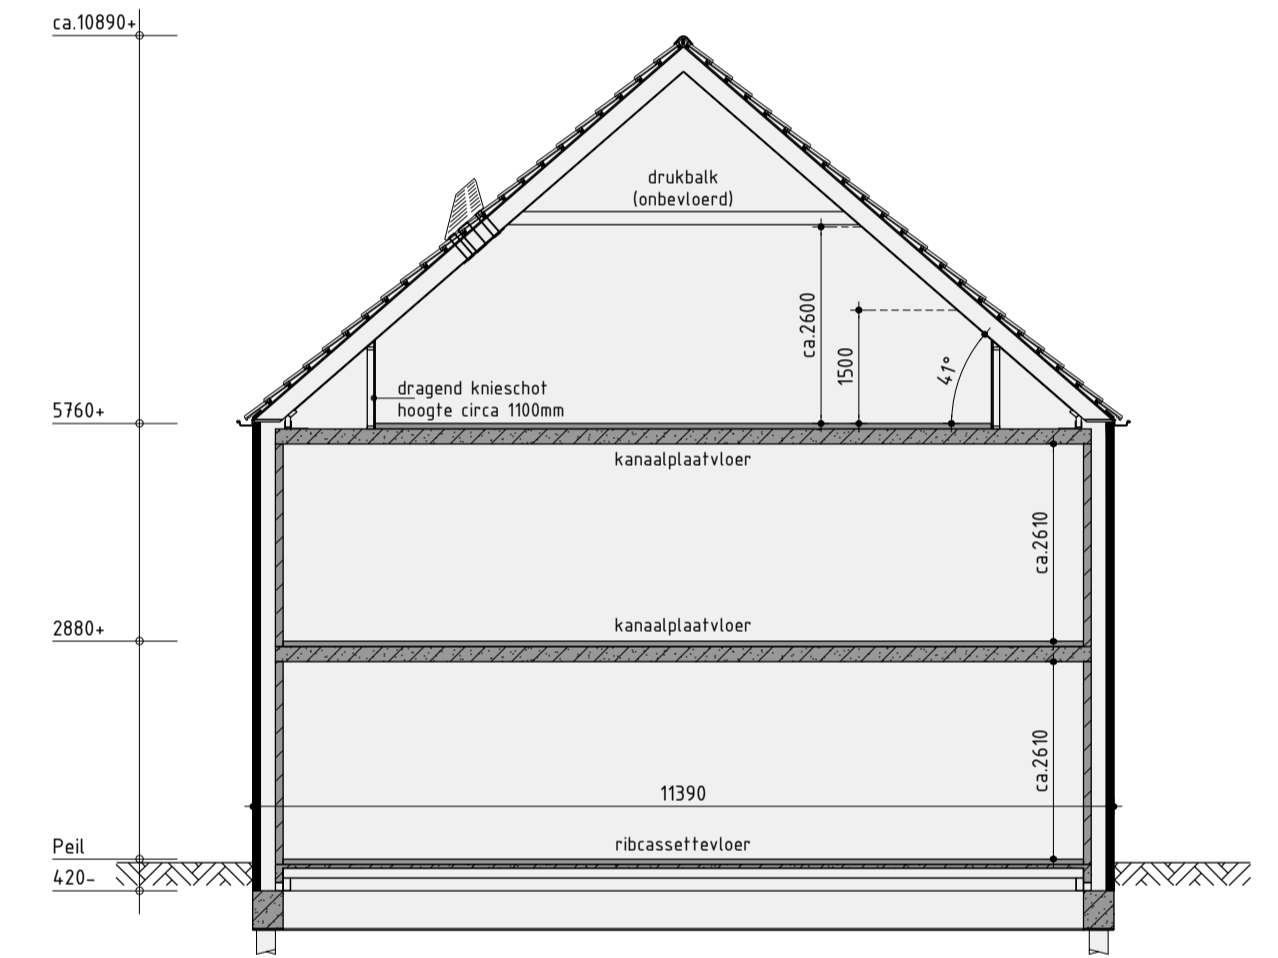 ca.10890+
drukbalk
(onbevloerd)
ca.2600
1500
41°
dragend knieschot
hoogte circa 1100mm
5760+
kanaalplaatvloer
ca.2610
kanaalplaatvloer
2880+
ca.2610
11390
ribcassettevloer
Peil
420-